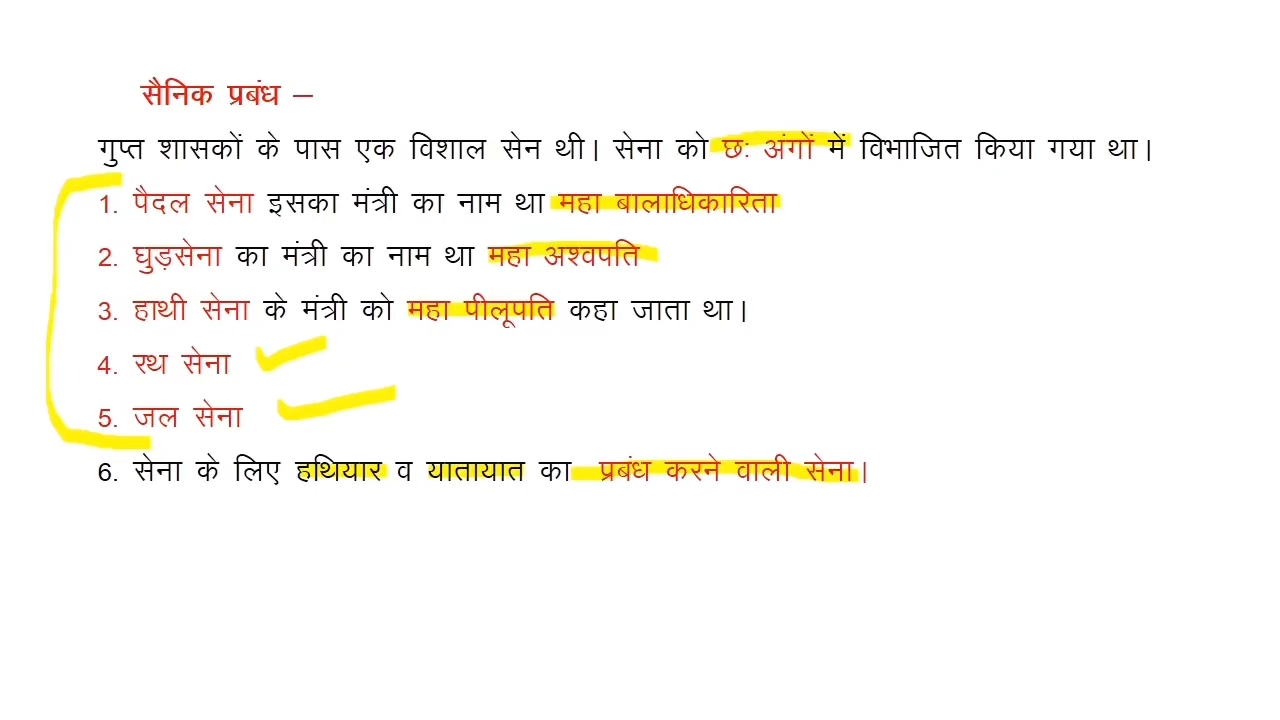 सैनिक प्रबंध –
गुप्त शासकों के पास एक विशाल सेन थी। सेना को छः अंगों में विभाजित किया गया था।
1. पैदल सेना इसका मंत्री का नाम था महा बालाधिकारिता
2. घुड़सेना का मंत्री का नाम था महा अश्वपति
3. हाथी सेना के मंत्री को महा पीलूपति कहा जाता था।
4. रथ सेना
5. जल सेना
6. सेना के लिए हथियार व यातायात का प्रबंध करने वाली सेना।